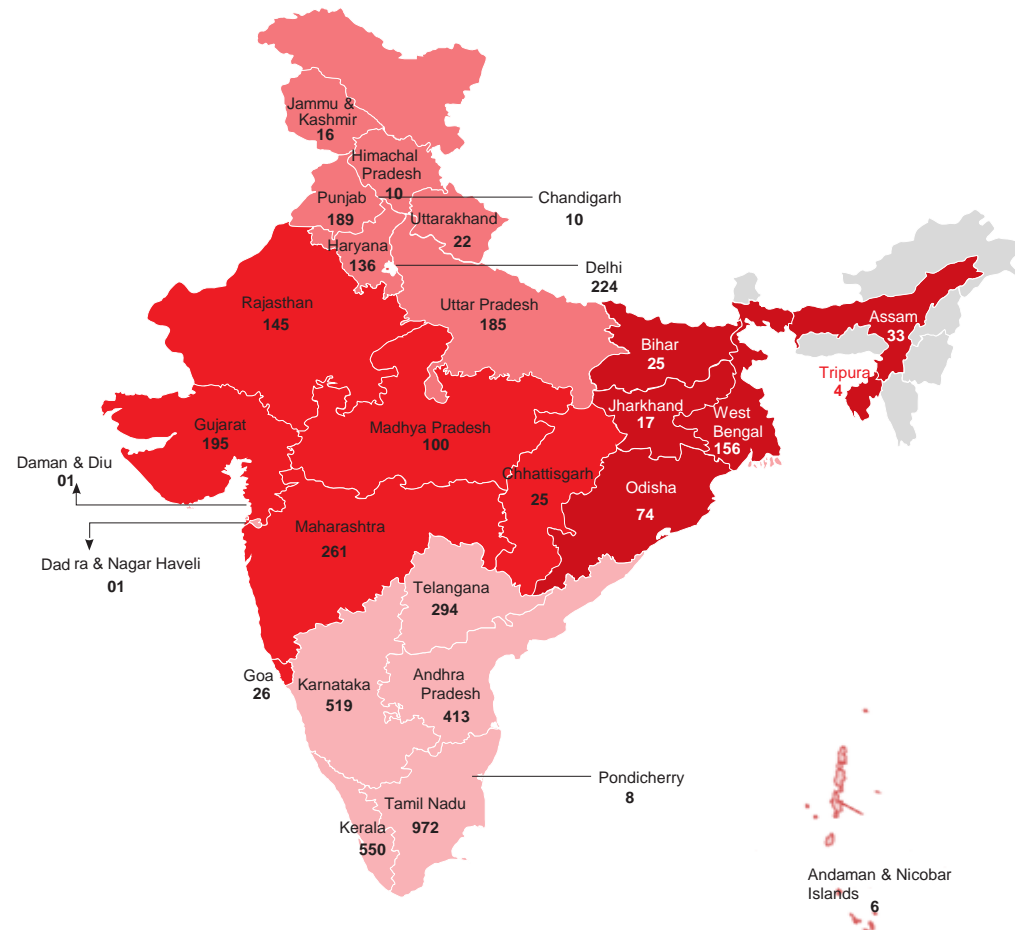 Jammu &
Kashmir
16
Himachal
Pradesh
10
Chandigarh
10
Punjab
189
Uttarakhand
22
Haryana
136
Delhi
224
Rajasthan
145
Uttar Pradesh
185
Assam
33
Bihar
25
Tripura
4
Jharkhand
17
West
Bengal
156
Gujarat
195
Madhya Pradesh
100
Daman & Diu
01
Chhattisgarh
25
Odisha
74
Maharashtra
261
Dad ra & Nagar Haveli
01
Telangana
294
Goa
26
Karnataka
519
Andhra
Pradesh
413
Pondicherry
8
Tamil Nadu
972
Kerala
550
Andaman & Nicobar
Islands
6